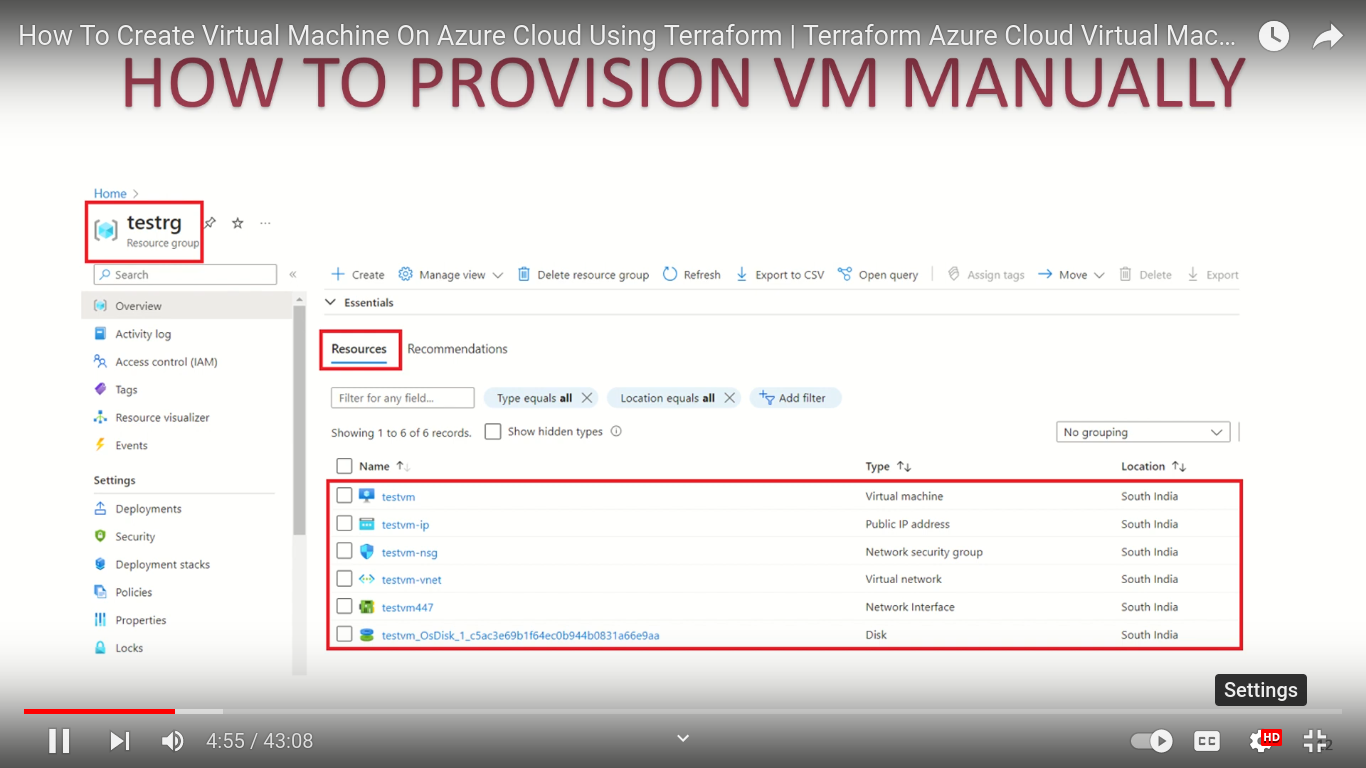 How To Create Virtual Machine On Azure Cloud Using Terraform | Terraform Azure Cloud Virtual Mac...
HOW TO PROVISION VM MANUALLY
Home >
testrg
Resource group
Search
Create Manage view Delete resource group Refresh Export to CSV Open query Assign tags Move Delete Export
Overview
Activity log
Access control (IAM)
Tags
Resource visualizer
Events
Settings
Deployments
Security
Deployment stacks
Policies
Properties
Locks
Essentials
Resources Recommendations
Filter for any field... Type equals all Location equals all Add filter
Showing 1 to 6 of 6 records. Show hidden types No grouping
Name Type Location
testvm Virtual machine South India
testvm-ip Public IP address South India
testvm-nsg Network security group South India
testvm-vnet Virtual network South India
testvm447 Network Interface South India
testvm_OsDisk_1_c5ac3e69b1f64ec0b944b0831a66e9aa Disk South India
Settings
4:55 / 43:08 CC HD